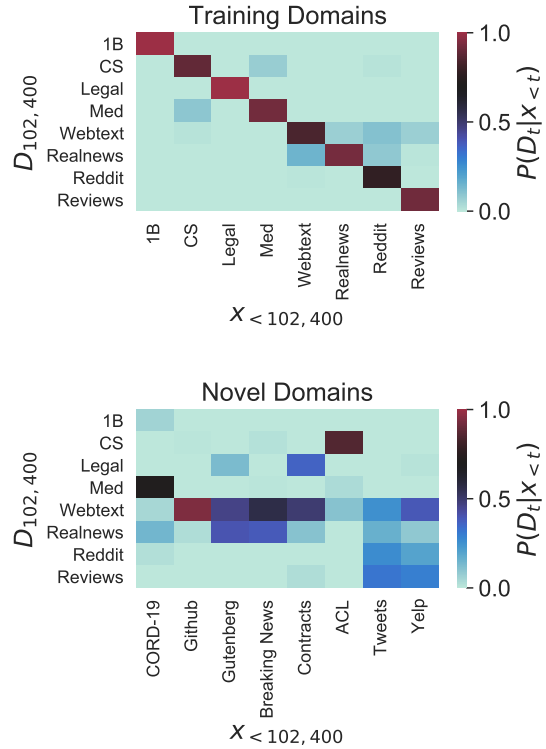 Training Domains
1B
CS
Legal
Med
Webtext
Realnews
Reddit
Reviews
D102,400
1B
CS
Legal
Med
Webtext
Realnews
Reddit
Reviews
x<102,400
1.0
0.5
0.0
P(Dt|x<t)
Novel Domains
1B
CS
Legal
Med
Webtext
Realnews
Reddit
Reviews
D102,400
CORD-19
Github
Gutenberg
Breaking News
Contracts
ACL
Tweets
Yelp
x<102,400
1.0
0.5
0.0
P(Dt|x<t)